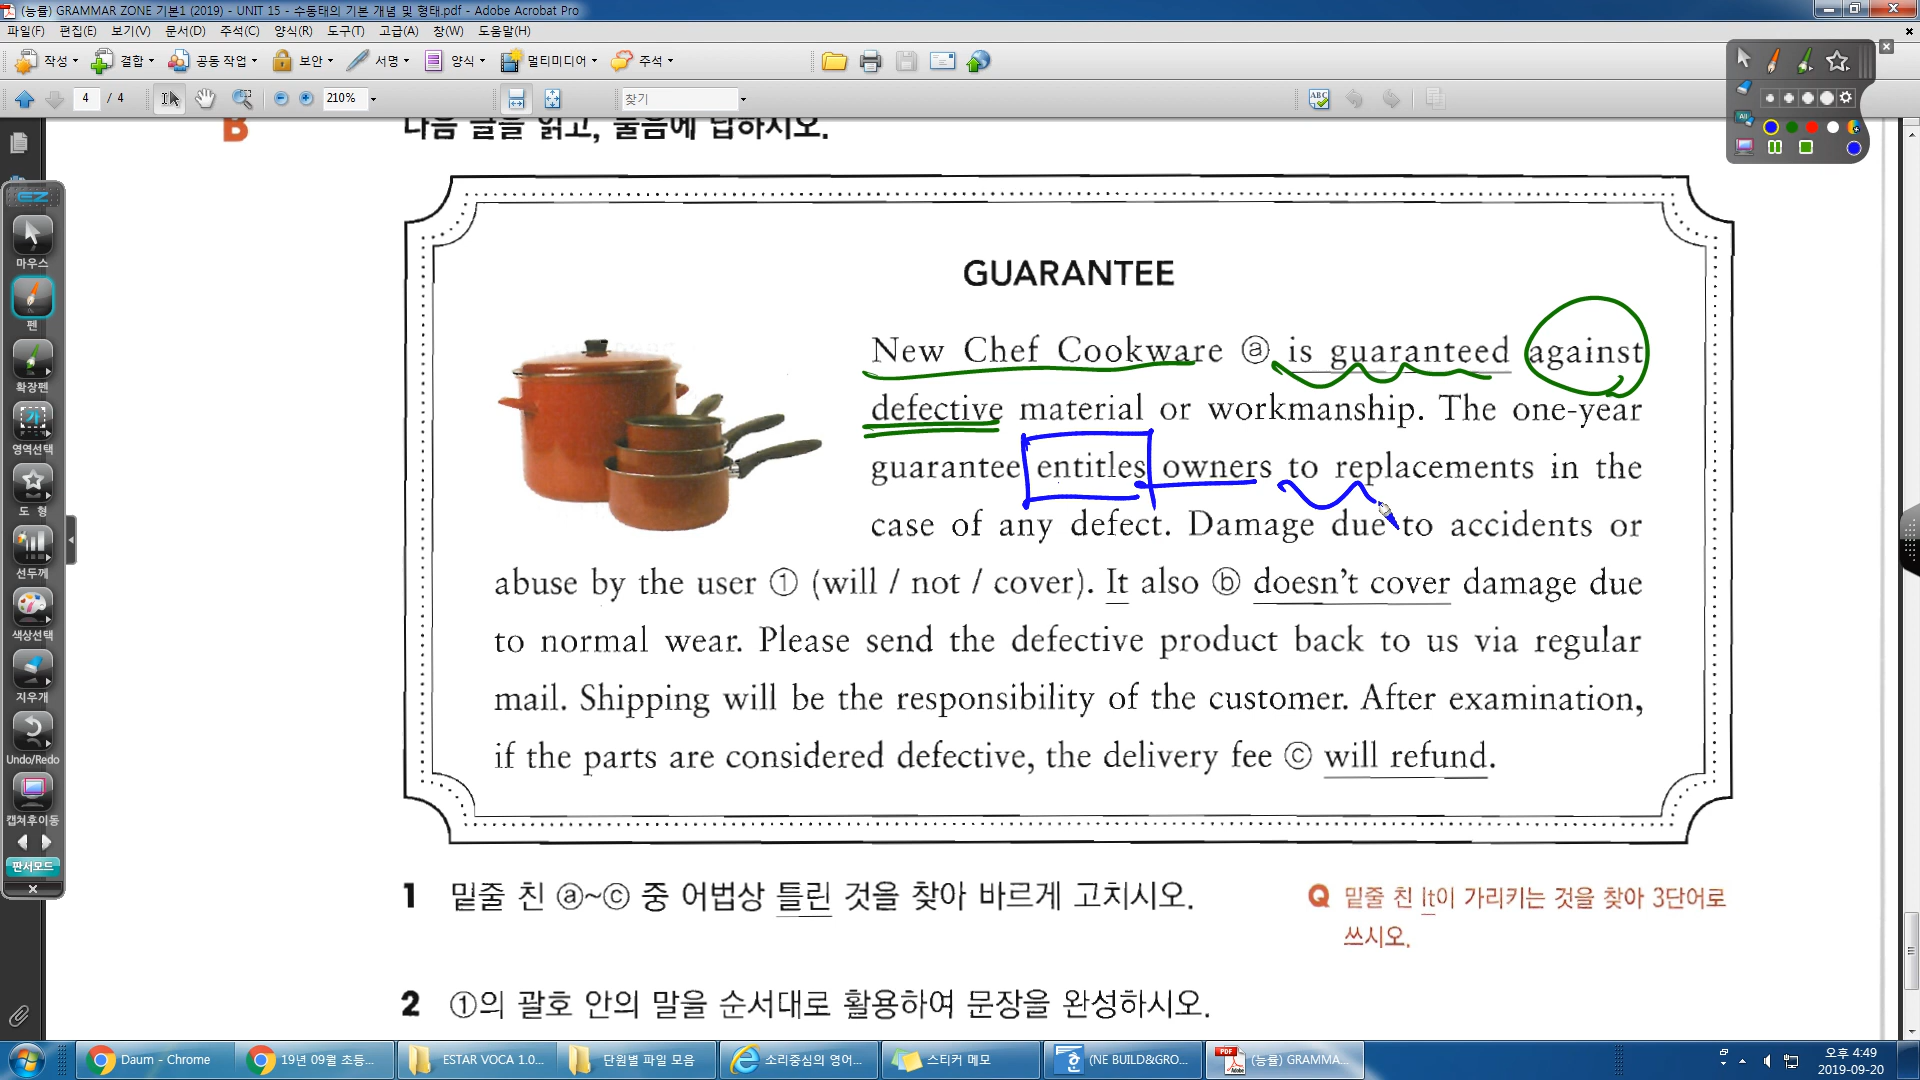 (능률) GRAMMAR ZONE 기본1 (2019) - UNIT 15 - 수동태의 기본 개념 및 형태.pdf - Adobe Acrobat Pro
파일(F) 편집(E) 보기(V) 문서(D) 주석(C) 양식(R) 도구(T) 고급(A) 창(W) 도움말(H)
작성 결합 공동 작업 보안 서명 양식 멀티미디어 주석
4 / 4 210% 찾기
B 다음 글을 읽고, 물음에 답하시오.
GUARANTEE
New Chef Cookware ⓐ is guaranteed against
defective material or workmanship. The one-year
guarantee entitles owners to replacements in the
case of any defect. Damage due to accidents or
abuse by the user ① (will / not / cover). It also ⓑ doesn't cover damage due
to normal wear. Please send the defective product back to us via regular
mail. Shipping will be the responsibility of the customer. After examination,
if the parts are considered defective, the delivery fee ⓒ will refund.
1 밑줄 친 ⓐ~ⓒ 중 어법상 틀린 것을 찾아 바르게 고치시오.
Q 밑줄 친 It이 가리키는 것을 찾아 3단어로
쓰시오.
2 ①의 괄호 안의 말을 순서대로 활용하여 문장을 완성하시오.
EZ
마우스
펜
확장펜
가
영역선택
도 형
선두께
색상선택
지우개
Undo/Redo
캡쳐후이동
판서모드
All
ABC
Daum - Chrome
19년 09월 초등...
ESTAR VOCA 1.0...
단원별 파일 모음
소리중심의 영어...
스티커 메모
(NE BUILD&GRO...
(능률) GRAMMA...
오후 4:49
2019-09-20